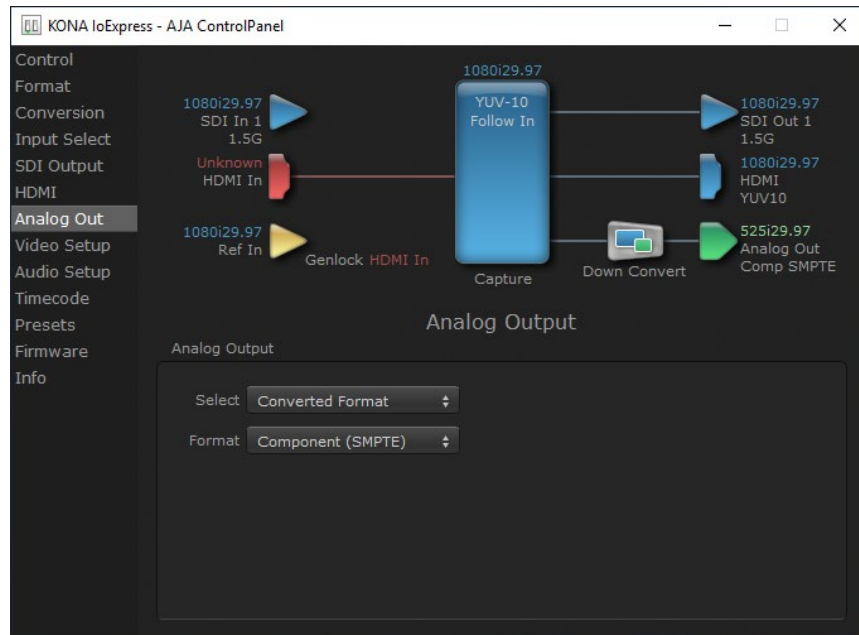 KONA IoExpress - AJA ControlPanel
Control
Format
Conversion
Input Select
SDI Output
HDMI
Analog Out
Video Setup
Audio Setup
Timecode
Presets
Firmware
Info
1080i29.97
YUV-10
Follow In
Capture
1080i29.97
SDI In 1
1.5G
Unknown
HDMI In
1080i29.97
Ref In
Genlock HDMI In
1080i29.97
SDI Out 1
1.5G
1080i29.97
HDMI
YUV10
Down Convert
525i29.97
Analog Out
Comp SMPTE
Analog Output
Analog Output
Select Converted Format
Format Component (SMPTE)